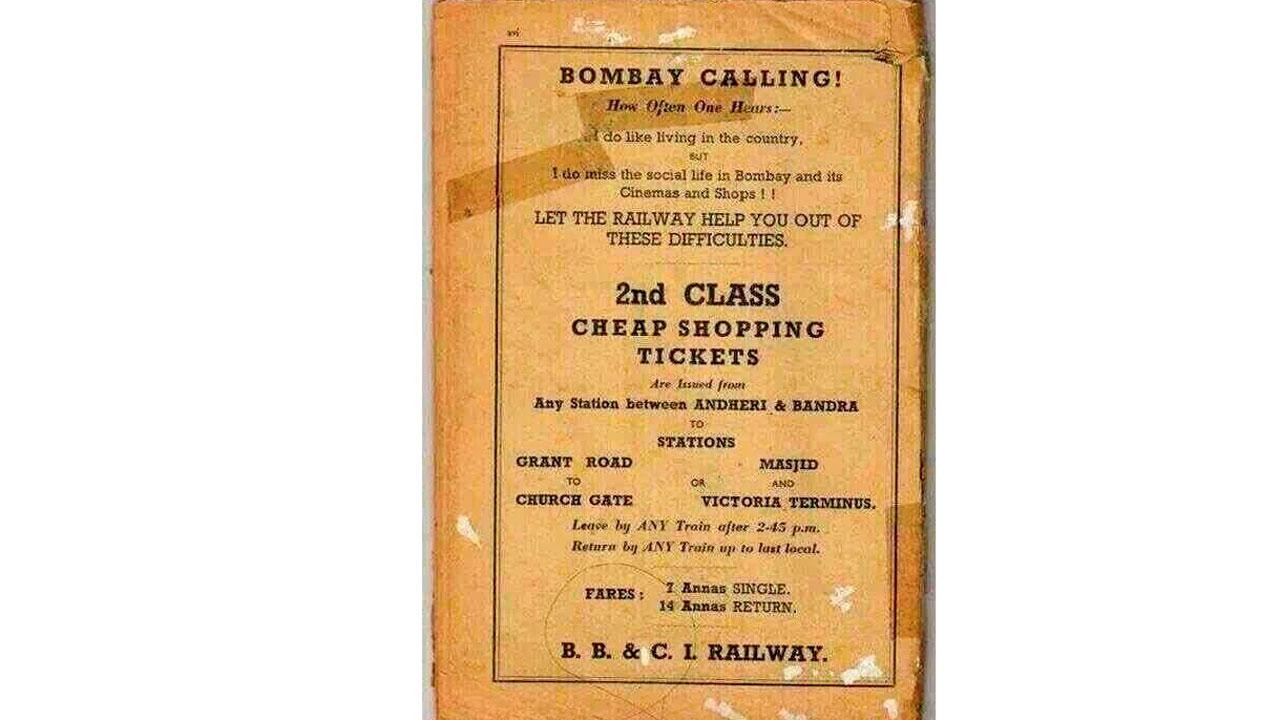 xvi
BOMBAY CALLING!
How Often One Hears:—
I do like living in the country,
BUT
I do miss the social life in Bombay and its
Cinemas and Shops ! !
LET THE RAILWAY HELP YOU OUT OF
THESE DIFFICULTIES.
2nd CLASS
CHEAP SHOPPING
TICKETS
Are Issued from
Any Station between ANDHERI & BANDRA
TO
STATIONS
GRANT ROAD MASJID
TO OR AND
CHURCH GATE VICTORIA TERMINUS.
Leave by ANY Train after 2-45 p.m.
Return by ANY Train up to last local.
FARES : 7 Annas SINGLE.
14 Annas RETURN.
B. B. & C. I. RAILWAY.